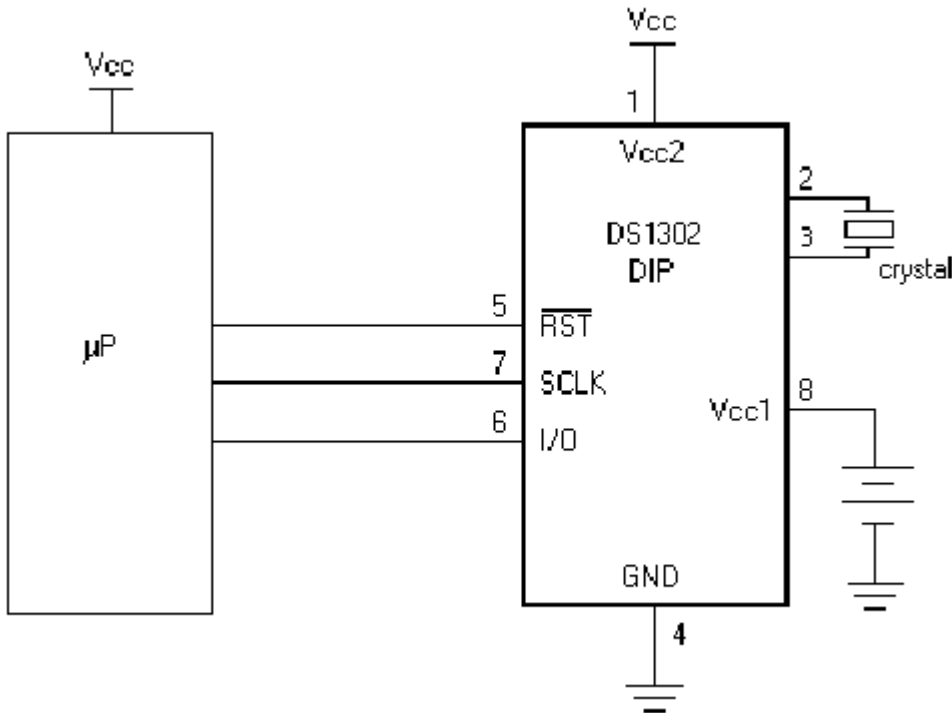 Vcc
Vcc
1
Vcc2
2
DS1302
DIP
3
crystal
5
RST
μP
7
SCLK
8
Vcc1
6
I/O
GND
4